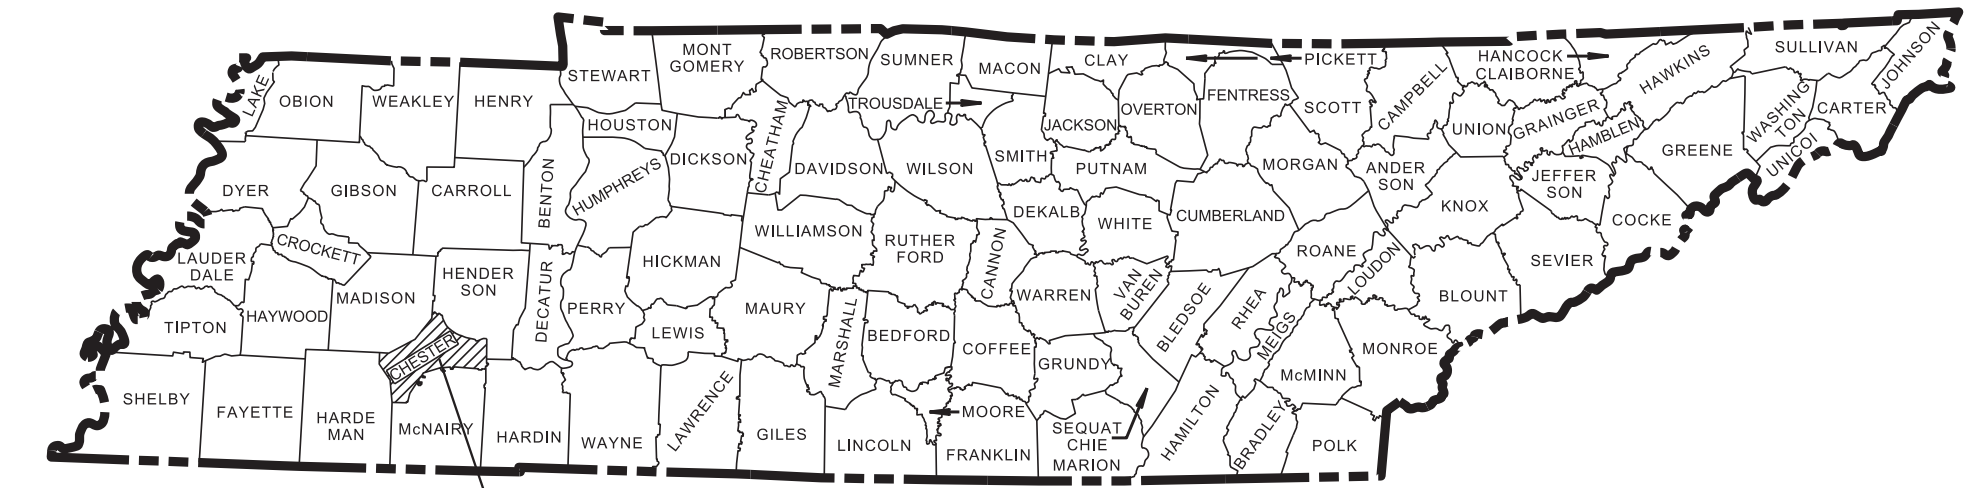 STEWART
MONT
GOMERY
ROBERTSON
SUMNER
MACON
CLAY
PICKETT
HANCOCK
CLAIBORNE
HAWKINS
SULLIVAN
JOHNSON
LAKE
OBION
WEAKLEY
HENRY
HOUSTON
CHEATHAM
TROUSDALE
JACKSON
OVERTON
FENTRESS
SCOTT
CAMPBELL
UNION
GRAINGER
HAMBLEN
WASHING
TON
CARTER
UNICOI
GREENE
DYER
GIBSON
CARROLL
BENTON
HUMPHREYS
DICKSON
DAVIDSON
WILSON
SMITH
PUTNAM
MORGAN
ANDER
SON
JEFFER
SON
COCKE
LAUDER
DALE
CROCKETT
HENDER
SON
DECATUR
PERRY
HICKMAN
WILLIAMSON
RUTHER
FORD
CANNON
DEKALB
WHITE
CUMBERLAND
ROANE
LOUDON
KNOX
SEVIER
BLOUNT
TIPTON
HAYWOOD
MADISON
CHESTER
LEWIS
MAURY
MARSHALL
BEDFORD
COFFEE
WARREN
VAN
BUREN
BLEDSOE
RHEA
MEIGS
MONROE
McMINN
SHELBY
FAYETTE
HARDE
MAN
McNAIRY
HARDIN
WAYNE
LAWRENCE
GILES
LINCOLN
MOORE
FRANKLIN
GRUNDY
SEQUAT
CHIE
MARION
HAMILTON
BRADLEY
POLK